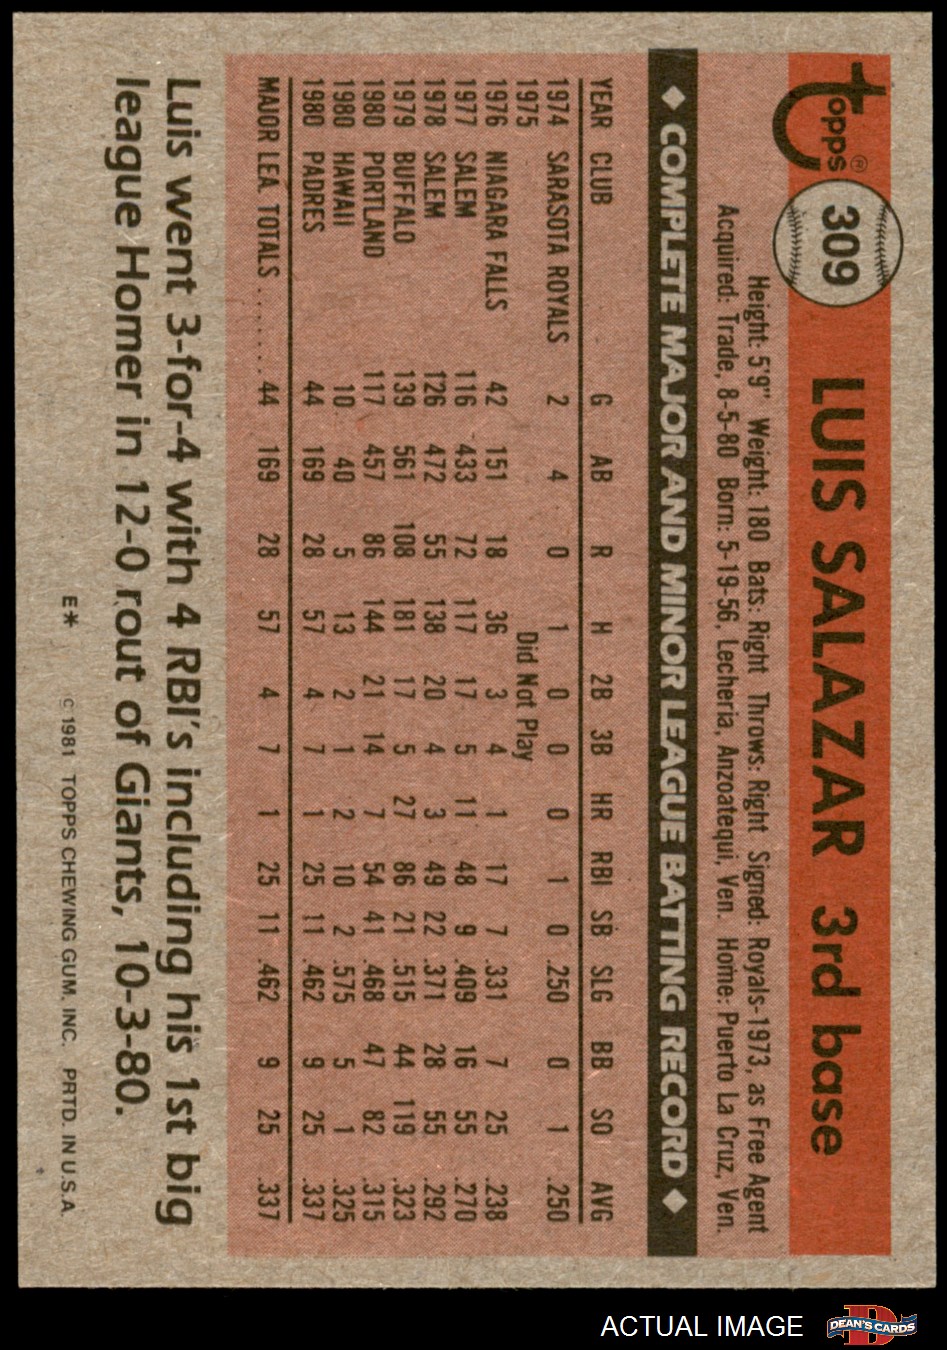 Topps®
309 LUIS SALAZAR 3rd base
Height: 5'9" Weight: 180 Bats: Right Throws: Right Signed: Royals-1973, as Free Agent
Acquired: Trade, 8-5-80 Born: 5-19-56, Lecheria, Anzoatequi, Ven. Home: Puerto La Cruz, Ven.
◆ COMPLETE MAJOR AND MINOR LEAGUE BATTING RECORD ◆
YEAR CLUB G AB R H 2B 3B HR RBI SB SLG BB SO AVG
1974 SARASOTA ROYALS 2 4 0 1 0 0 0 1 0 .250 0 1 .250
1975 Did Not Play
1976 NIAGARA FALLS 42 151 18 36 3 4 1 17 7 .331 7 25 .238
1977 SALEM 116 433 72 117 17 5 11 48 9 .409 16 55 .270
1978 SALEM 126 472 55 138 20 4 3 49 22 .371 28 55 .292
1979 BUFFALO 139 561 108 181 17 5 27 86 21 .515 44 119 .323
1980 PORTLAND 117 457 86 144 21 14 7 54 41 .468 47 82 .315
1980 HAWAII 10 40 5 13 2 1 2 10 2 .575 5 1 .325
1980 PADRES 44 169 28 57 4 7 1 25 11 .462 9 25 .337
MAJOR LEA. TOTALS ........ 44 169 28 57 4 7 1 25 11 .462 9 25 .337
Luis went 3-for-4 with 4 RBI's including his 1st big
league Homer in 12-0 rout of Giants, 10-3-80.
E* © 1981 TOPPS CHEWING GUM, INC. PRTD. IN U.S.A.
ACTUAL IMAGE
D
DEAN'S CARDS